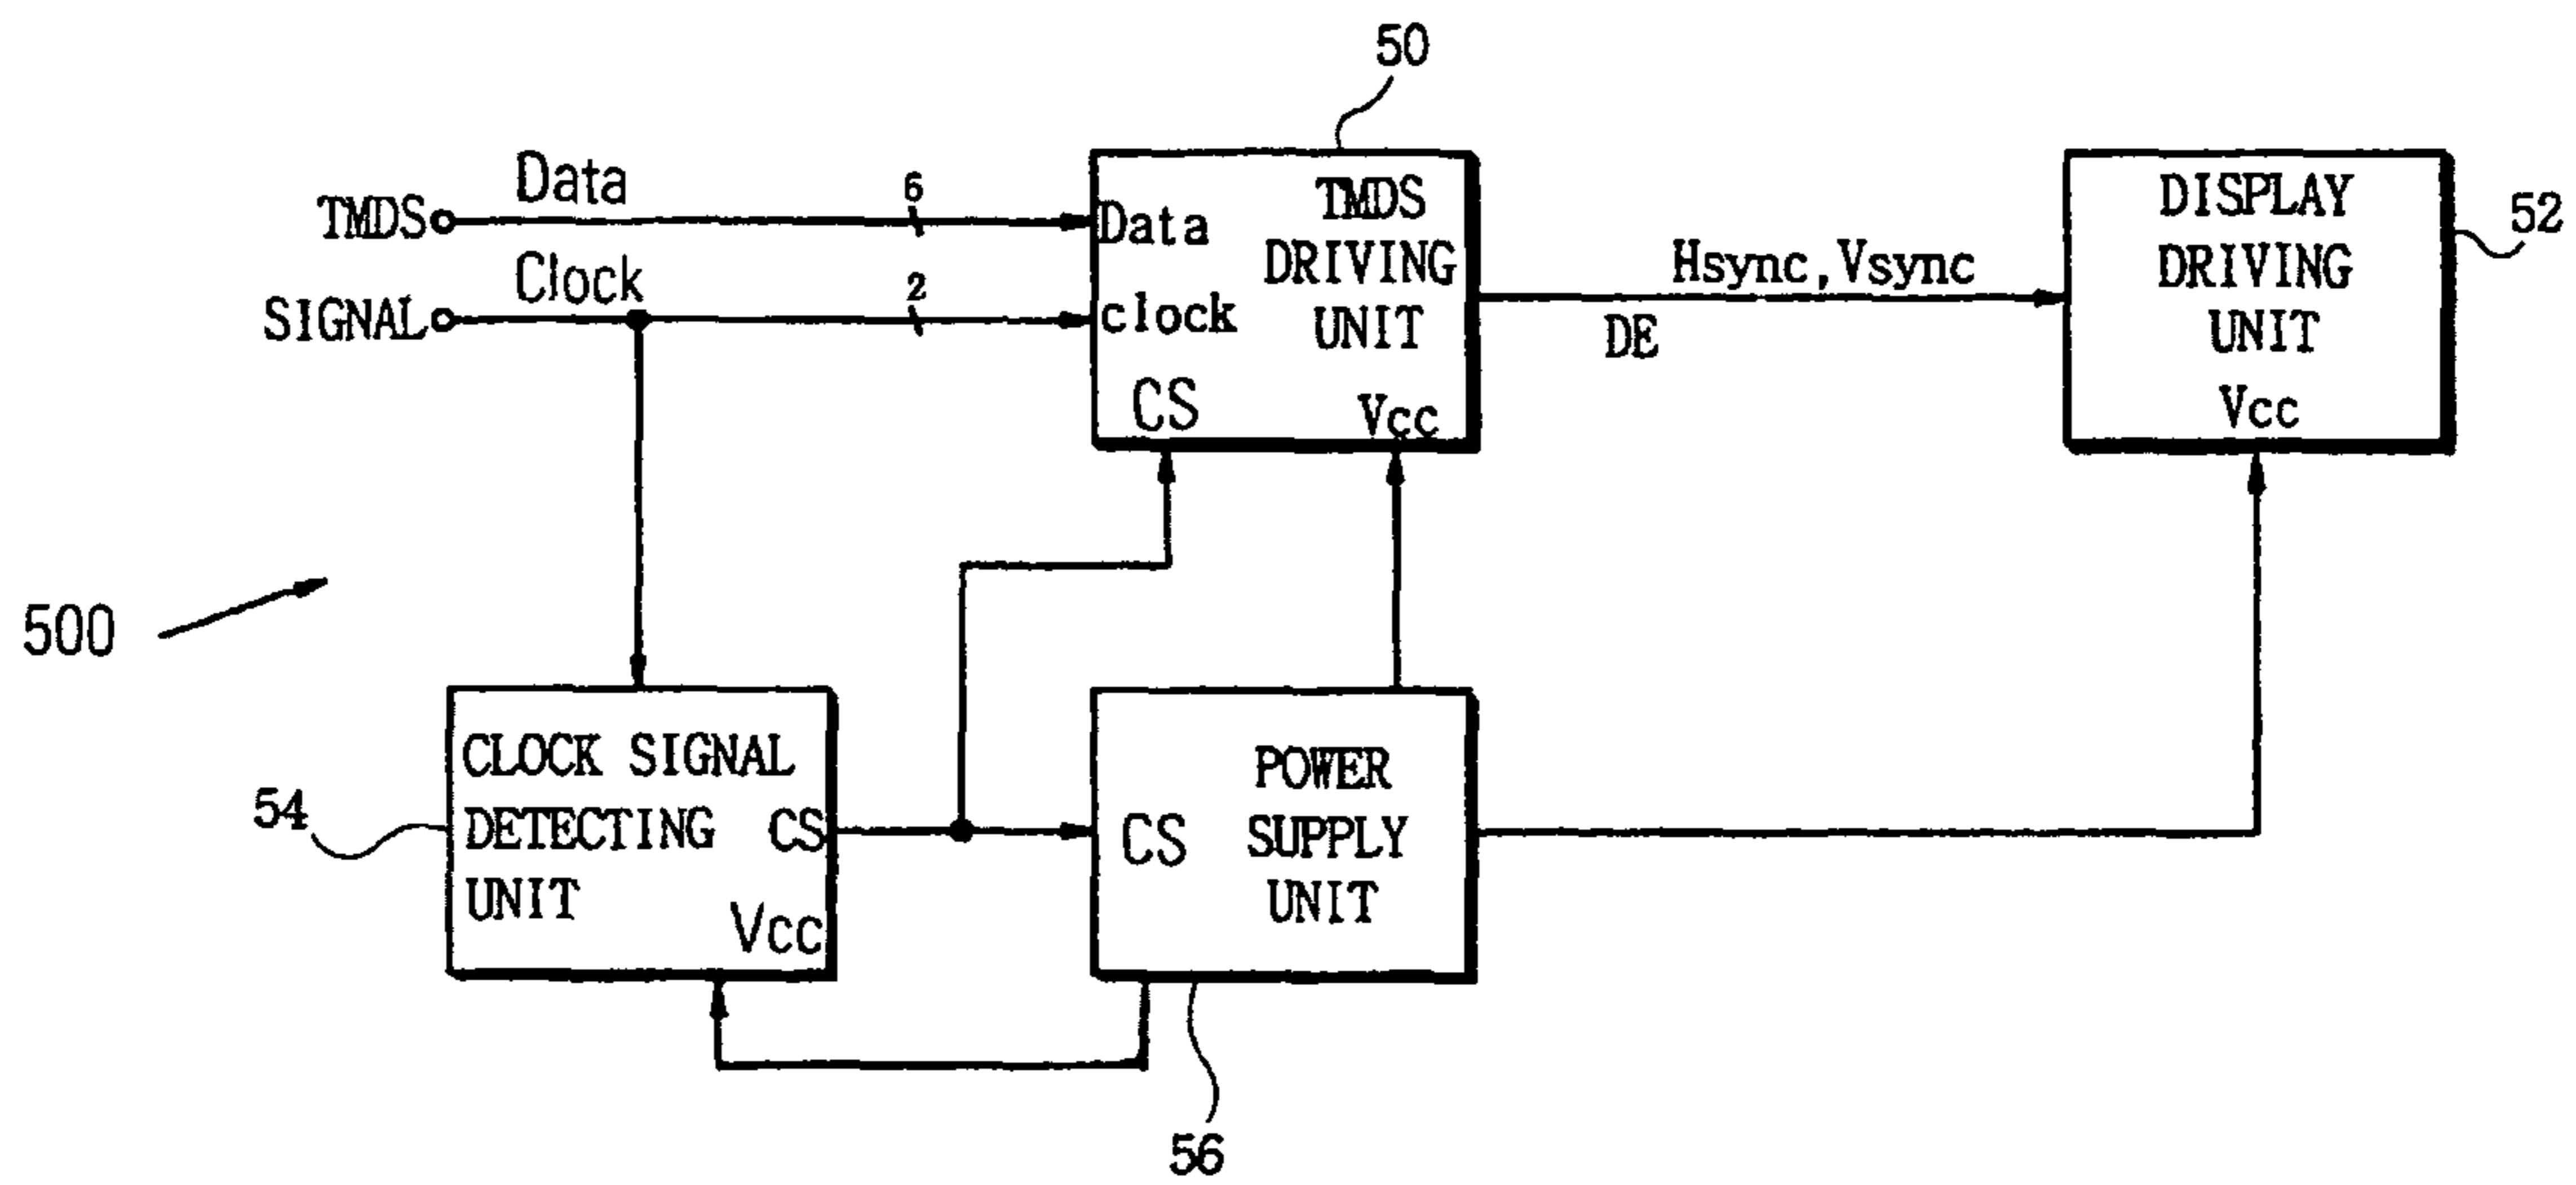 50
TMDS
Data
6
SIGNAL
Clock
2
Data
clock
CS
TMDS
DRIVING
UNIT
Vcc
Hsync,Vsync
DE
DISPLAY
DRIVING
UNIT
Vcc
52
500
54
CLOCK SIGNAL
DETECTING
UNIT
CS
Vcc
CS
POWER
SUPPLY
UNIT
56